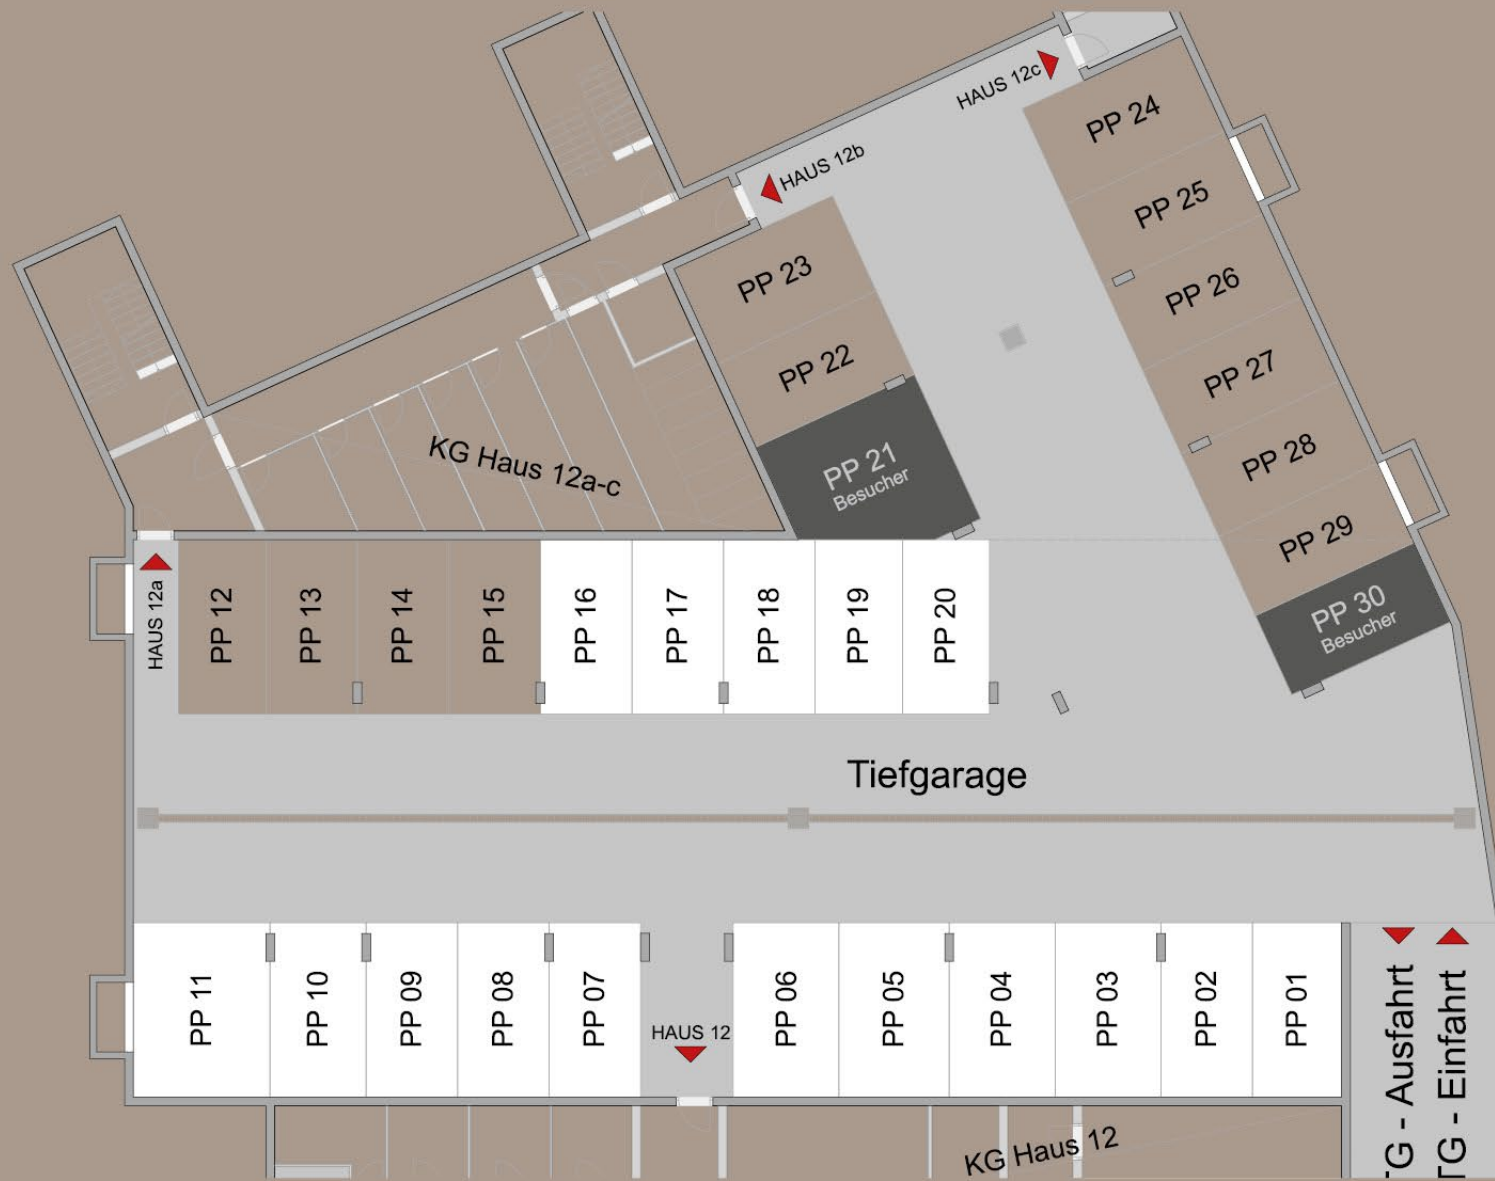 HAUS 12c
PP 24
HAUS 12b
PP 25
PP 23
PP 26
PP 22
PP 27
KG Haus 12a-c
PP 21
Besucher
PP 28
PP 29
HAUS 12a
PP 12
PP 13
PP 14
PP 15
PP 16
PP 17
PP 18
PP 19
PP 20
PP 30
Besucher
Tiefgarage
PP 11
PP 10
PP 09
PP 08
PP 07
HAUS 12
PP 06
PP 05
PP 04
PP 03
PP 02
PP 01
TG - Ausfahrt
TG - Einfahrt
KG Haus 12